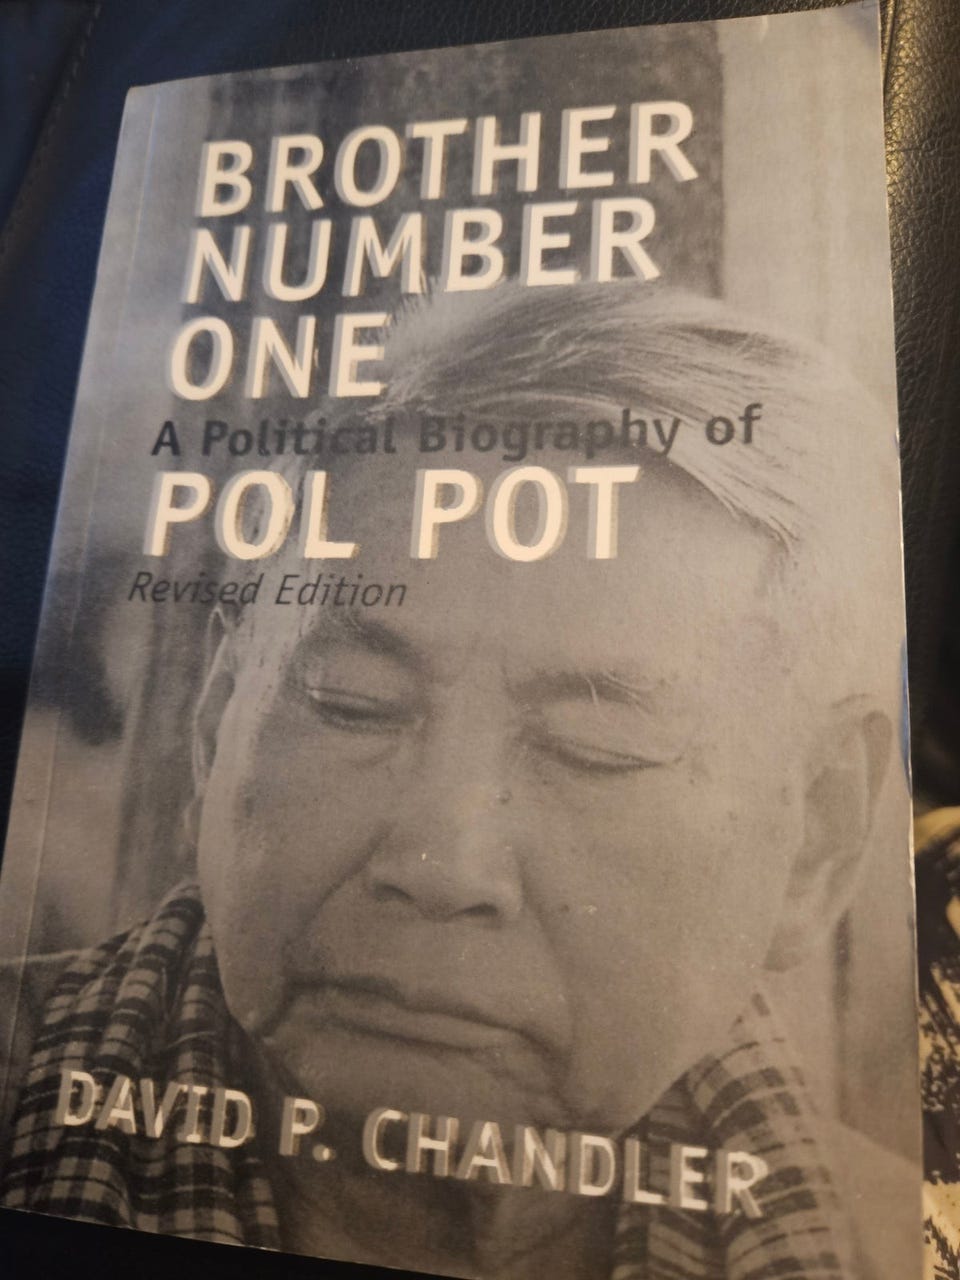 BROTHER
NUMBER
ONE
A Political Biography of
POL POT
Revised Edition
DAVID P. CHANDLER